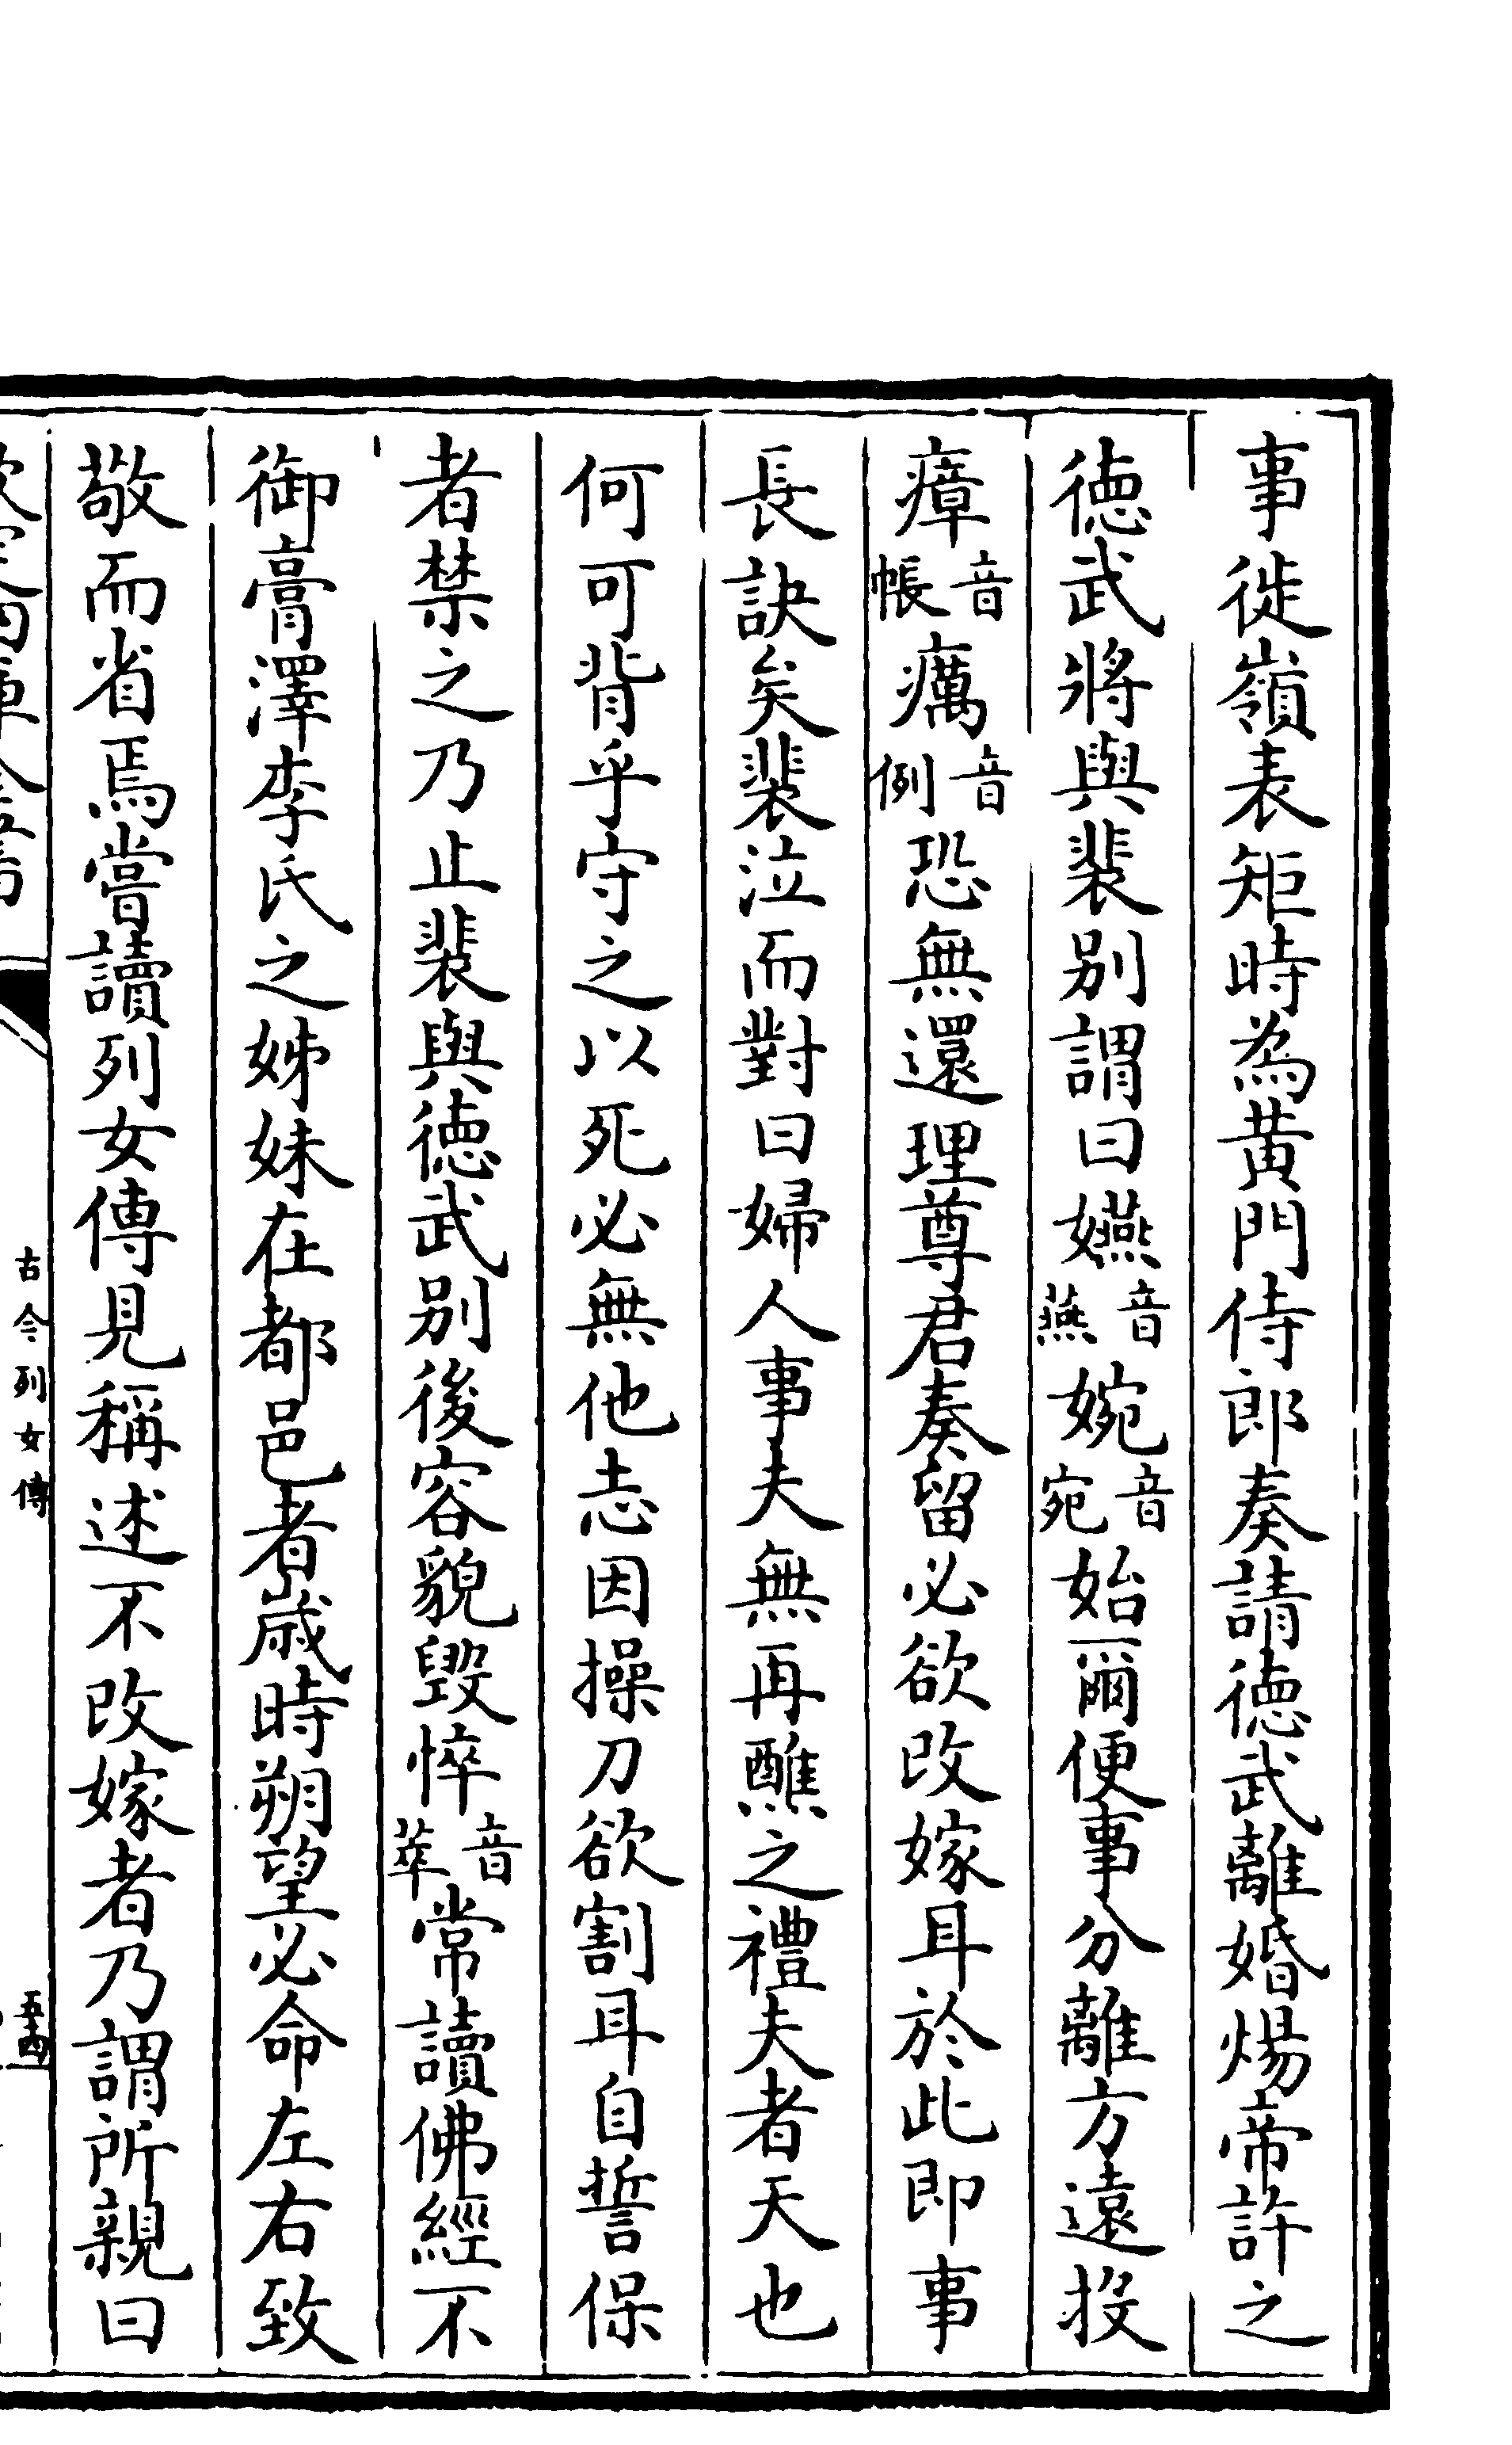 事徙嶺表矩時為黄門侍郎奏請徳武離婚煬帝許之
徳武將與裴别謂曰嬿音燕婉音宛始爾便事分離方遠投
瘴音帳癘音例恐無還理尊君奏留必欲改嫁耳於此即事
長訣矣裴泣而對曰婦人事夫無再醮之禮夫者天也
何可背乎守之以死必無他志因操刀欲割耳自誓保
者禁之乃止裴與徳武别後容貌毁悴音萃常讀佛經不
御膏澤李氏之姊妹在都邑者歳時朔望必命左右致
敬而省焉嘗讀列女傳見稱述不改嫁者乃謂所親曰
古今列女傳